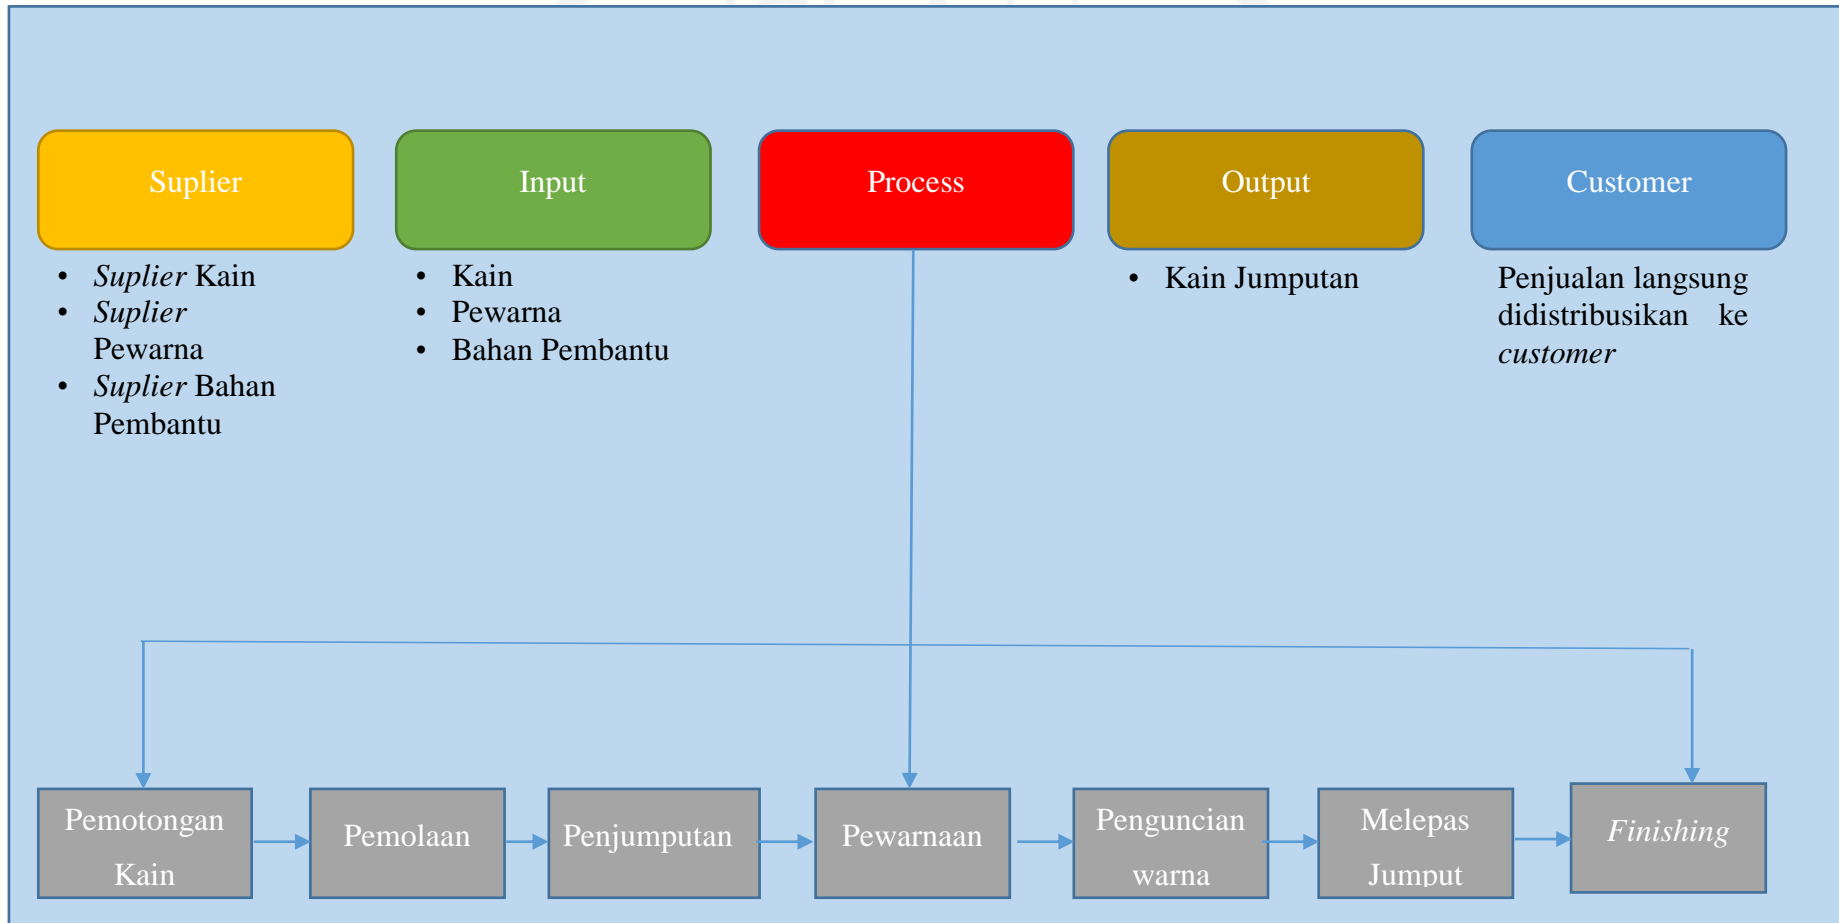 Suplier
Input
Process
Output
Customer
• Suplier Kain
• Suplier
Pewarna
• Suplier Bahan
Pembantu
• Kain
• Pewarna
• Bahan Pembantu
• Kain Jumputan
Penjualan langsung
didistribusikan ke
customer
Pemotongan
Kain
Pemolaan
Penjumputan
Pewarnaan
Penguncian
warna
Melepas
Jumput
Finishing